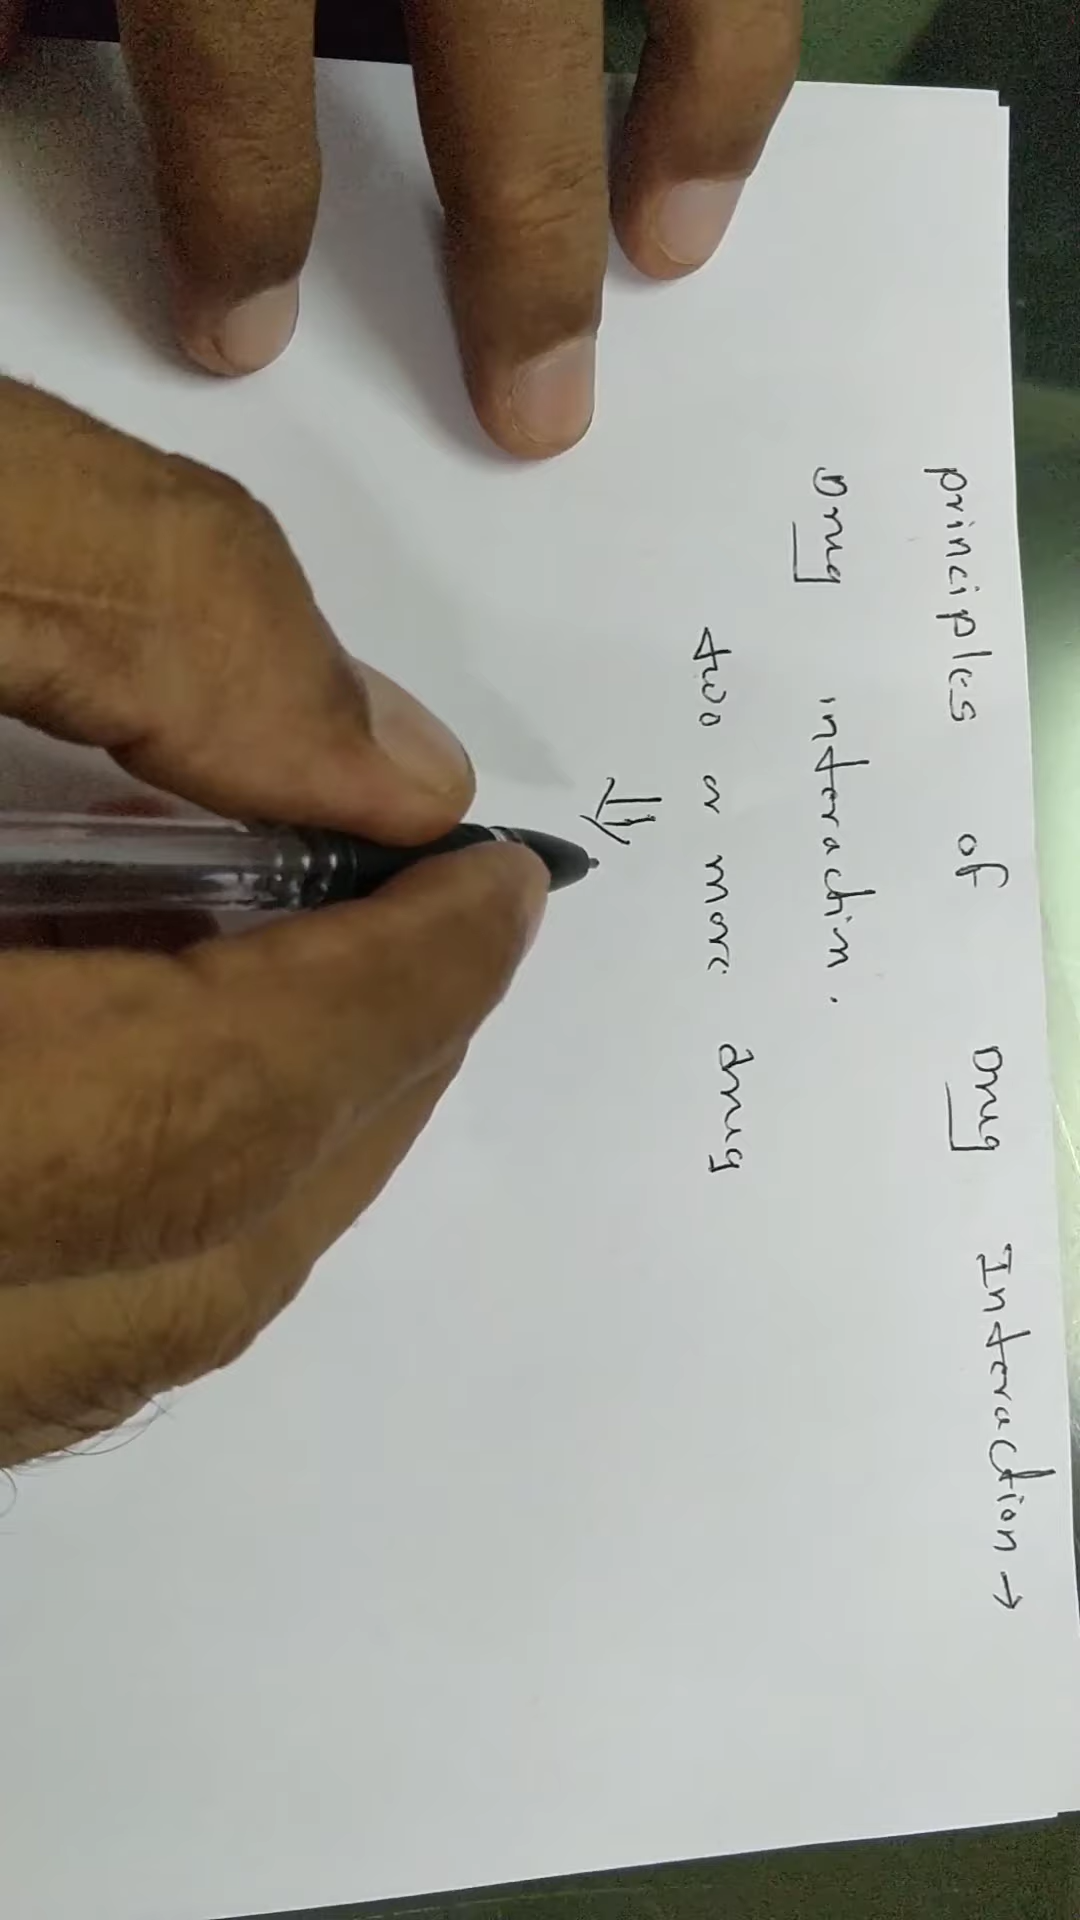 principles of Drug Interaction →
Drug interaction.
two or more drug
⇓